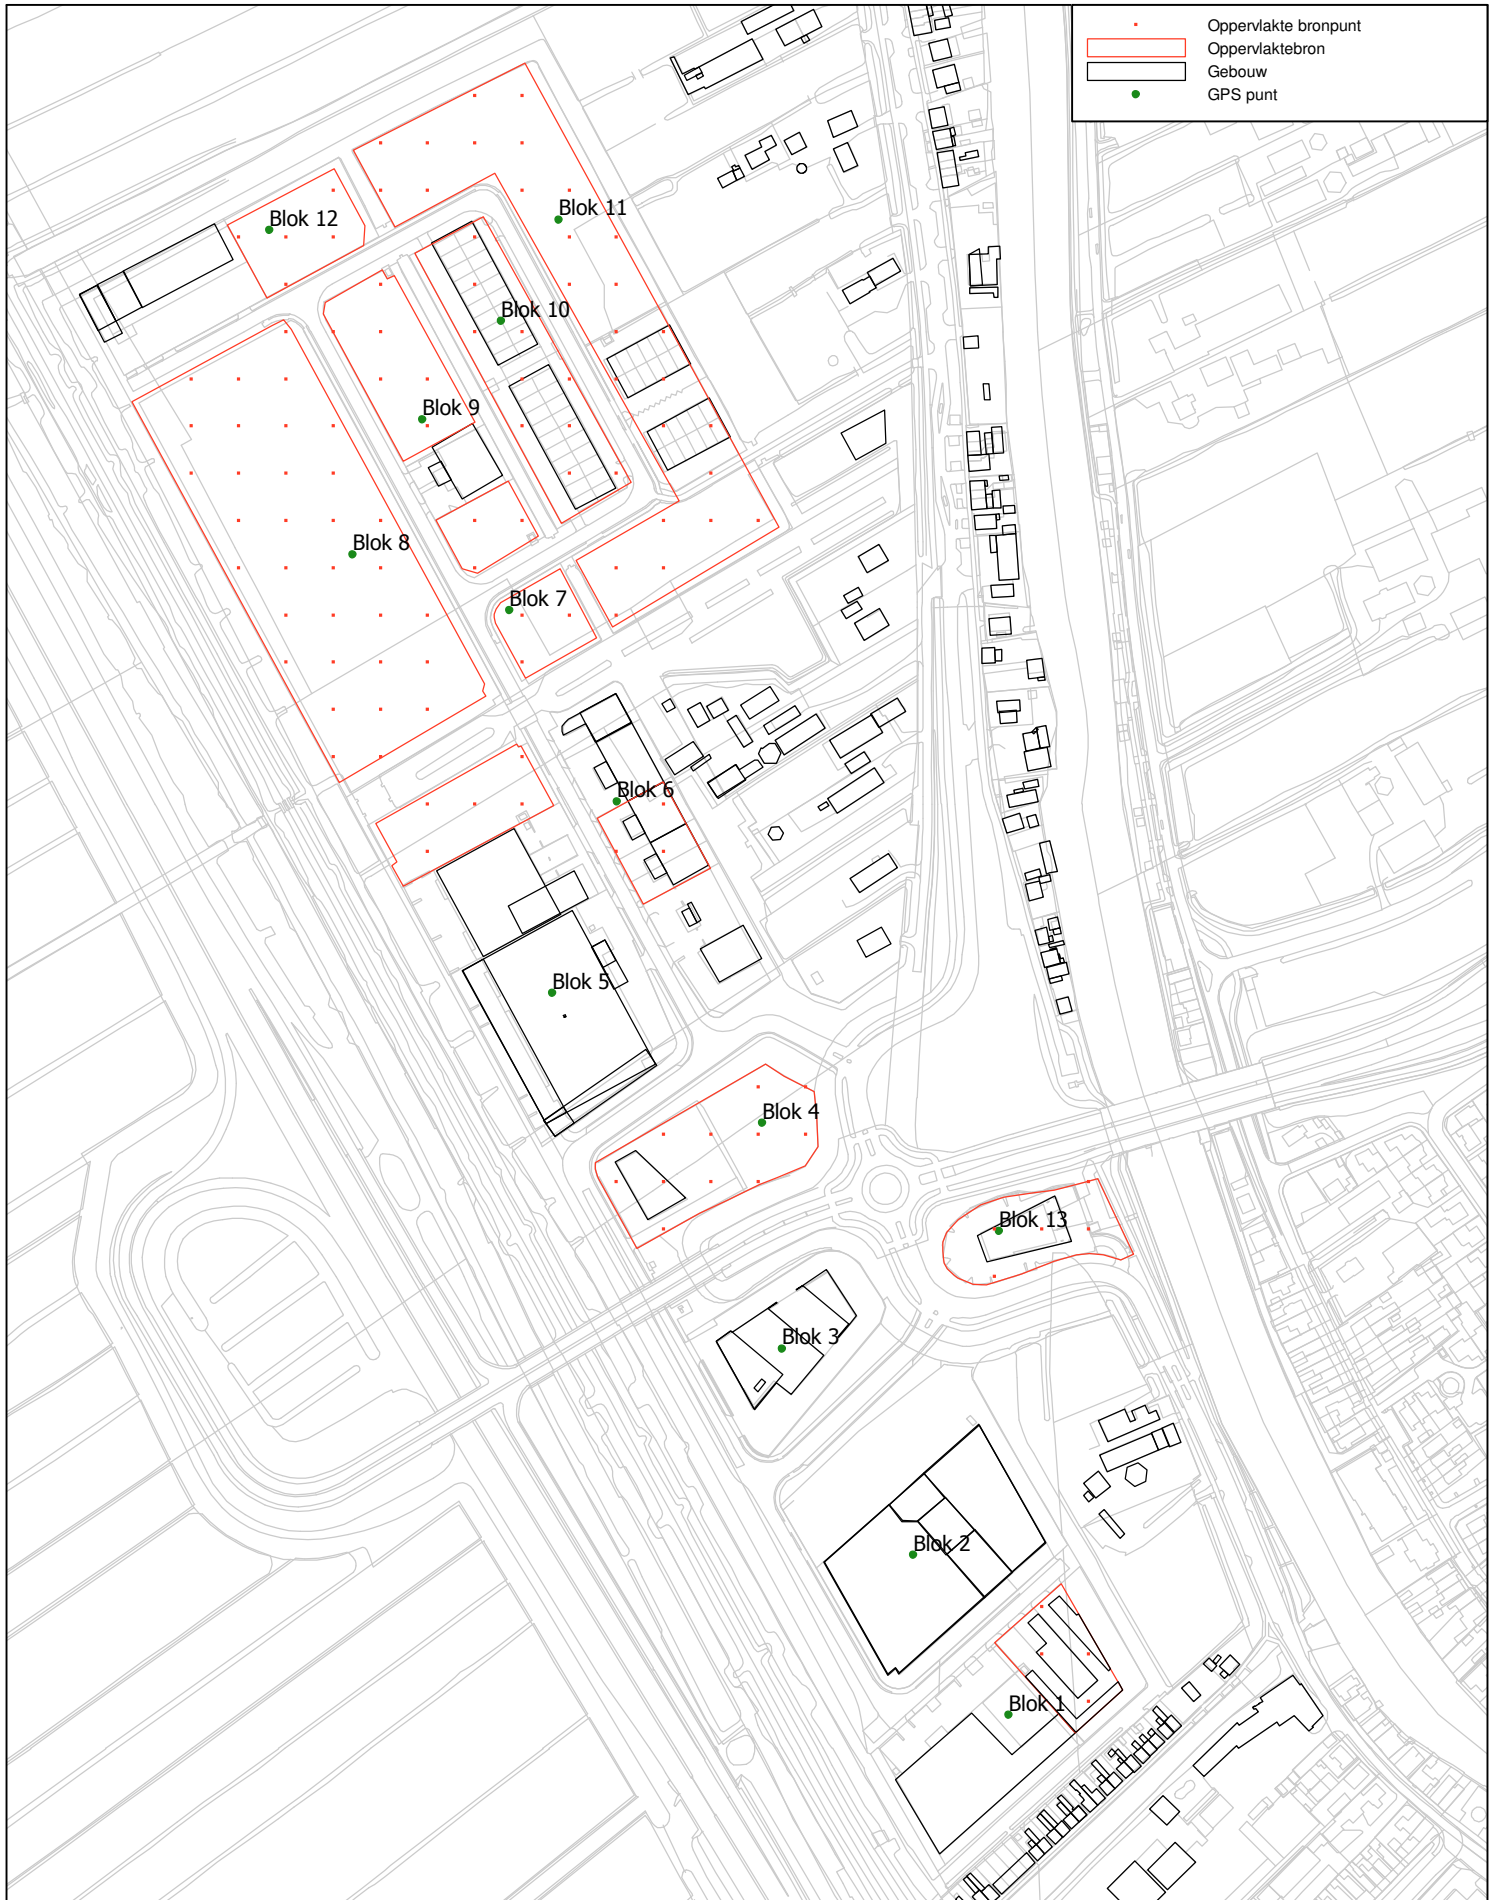 Oppervlakte bronpunt
Oppervlaktebron
Gebouw
GPS punt
Blok 11
Blok 12
Blok 10
Blok 9
Blok 8
Blok 7
Blok 6
Blok 5
Blok 4
Blok 13
Blok 3
Blok 2
Blok 1